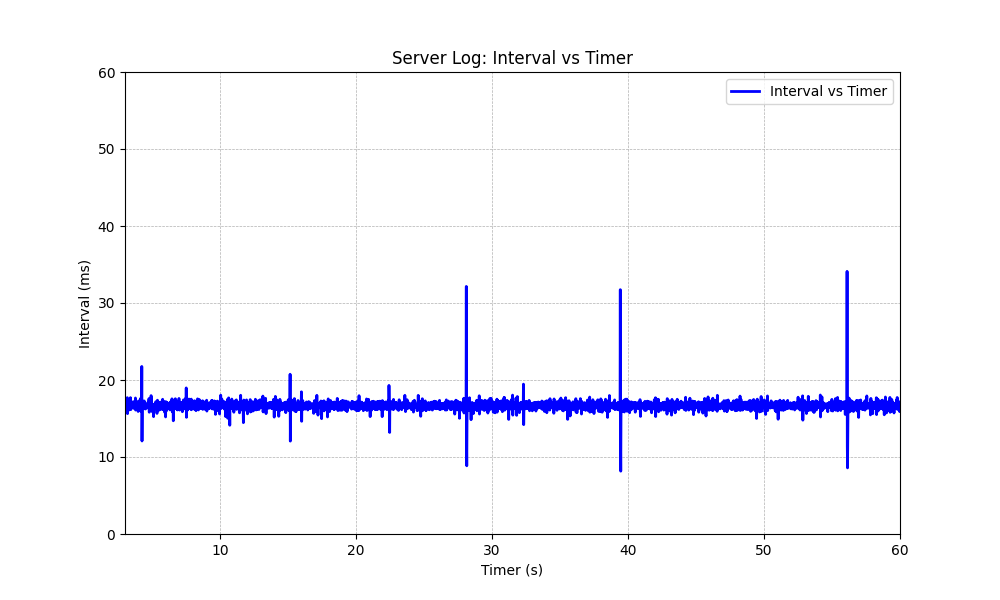 Server Log: Interval vs Timer
Interval vs Timer
60
50
40
30
20
10
0
Interval (ms)
10 20 30 40 50 60
Timer (s)